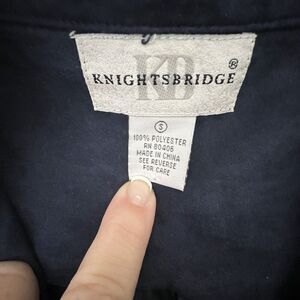 KB
KNIGHTSBRIDGE®
S
100% POLYESTER
RN 80406
MADE IN CHINA
SEE REVERSE
FOR CARE